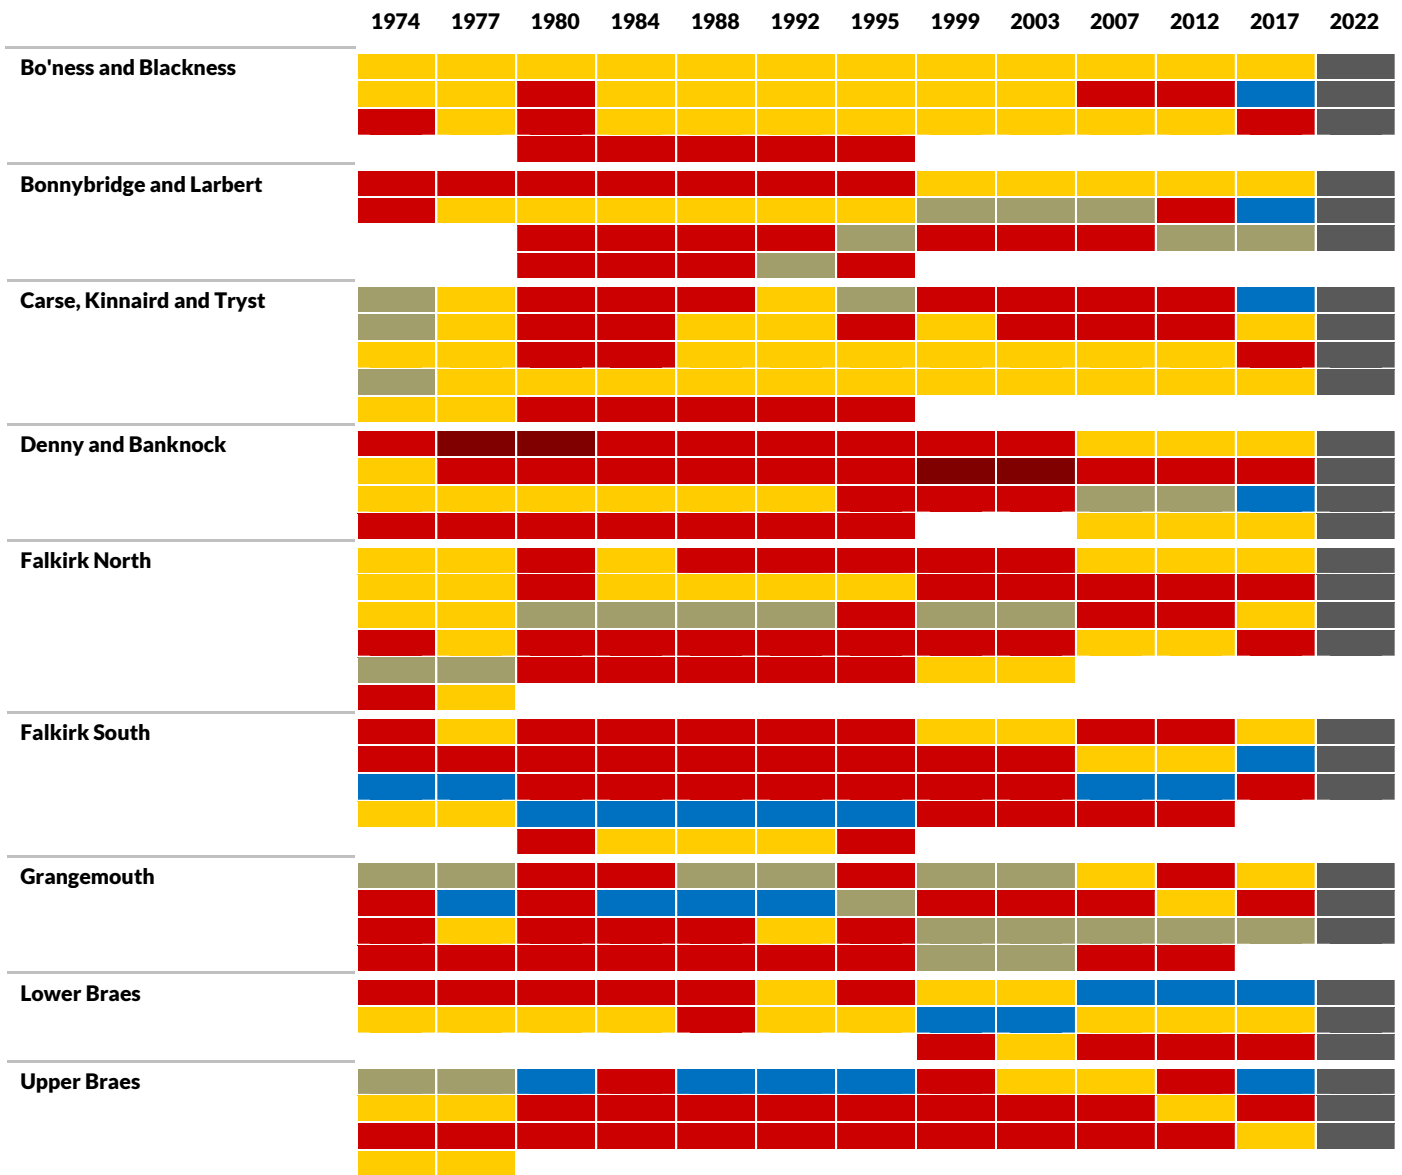 1974 1977 1980 1984 1988 1992 1995 1999 2003 2007 2012 2017 2022
Bo'ness and Blackness
Bonnybridge and Larbert
Carse, Kinnaird and Tryst
Denny and Banknock
Falkirk North
Falkirk South
Grangemouth
Lower Braes
Upper Braes